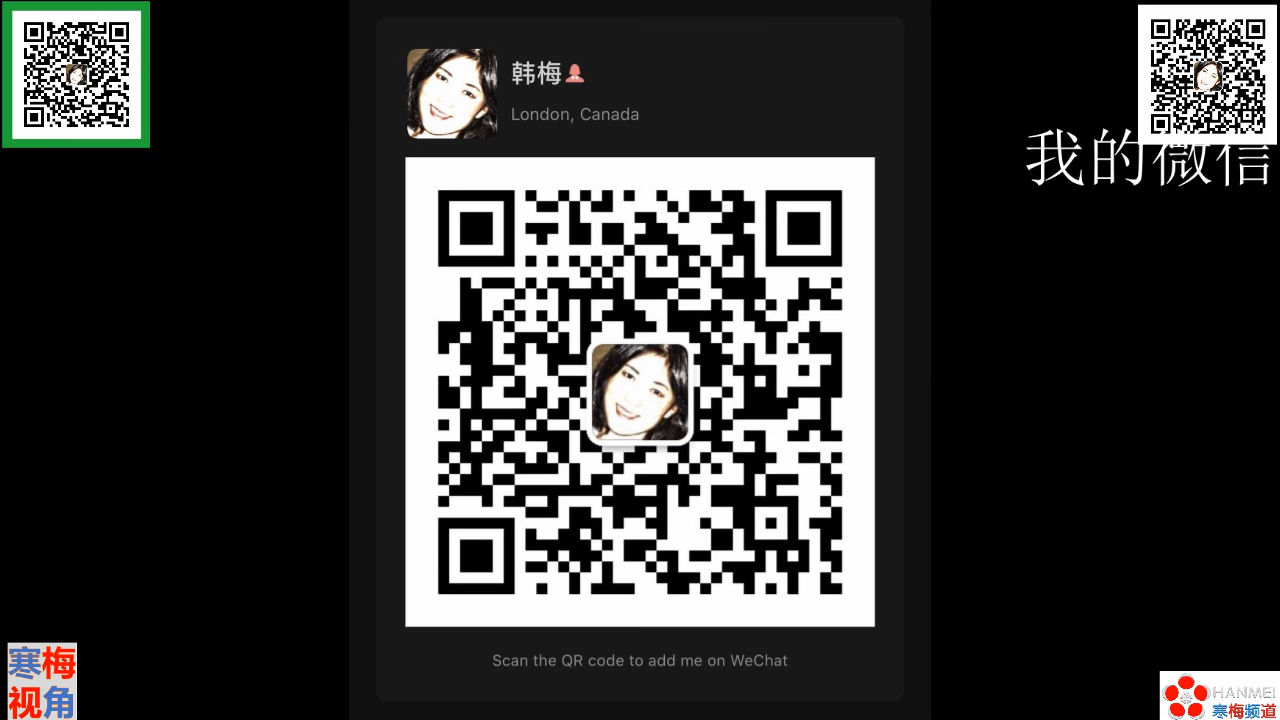 韩梅
London, Canada
我的微信
Scan the QR code to add me on WeChat
寒梅
视角
HANMEI
寒梅频道